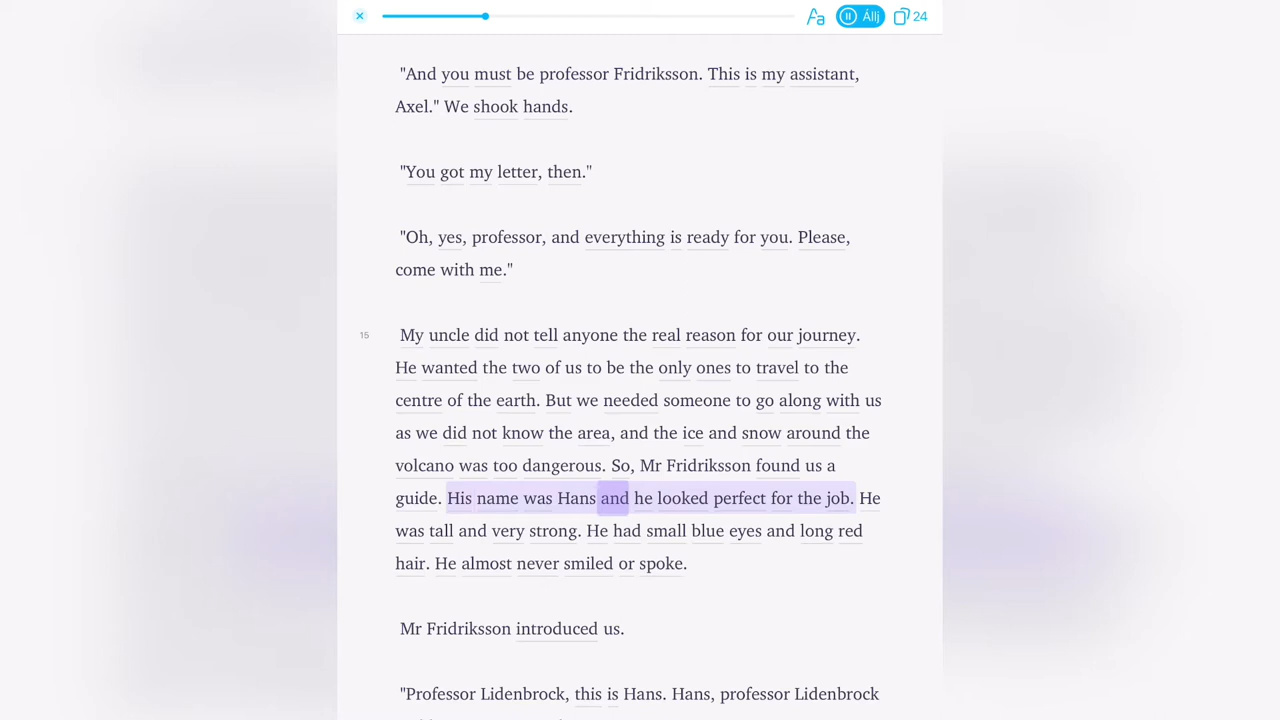 Aa Állj 24
"And you must be professor Fridriksson. This is my assistant,
Axel." We shook hands.
"You got my letter, then."
"Oh, yes, professor, and everything is ready for you. Please,
come with me."
15 My uncle did not tell anyone the real reason for our journey.
He wanted the two of us to be the only ones to travel to the
centre of the earth. But we needed someone to go along with us
as we did not know the area, and the ice and snow around the
volcano was too dangerous. So, Mr Fridriksson found us a
guide. His name was Hans and he looked perfect for the job. He
was tall and very strong. He had small blue eyes and long red
hair. He almost never smiled or spoke.
Mr Fridriksson introduced us.
"Professor Lidenbrock, this is Hans. Hans, professor Lidenbrock